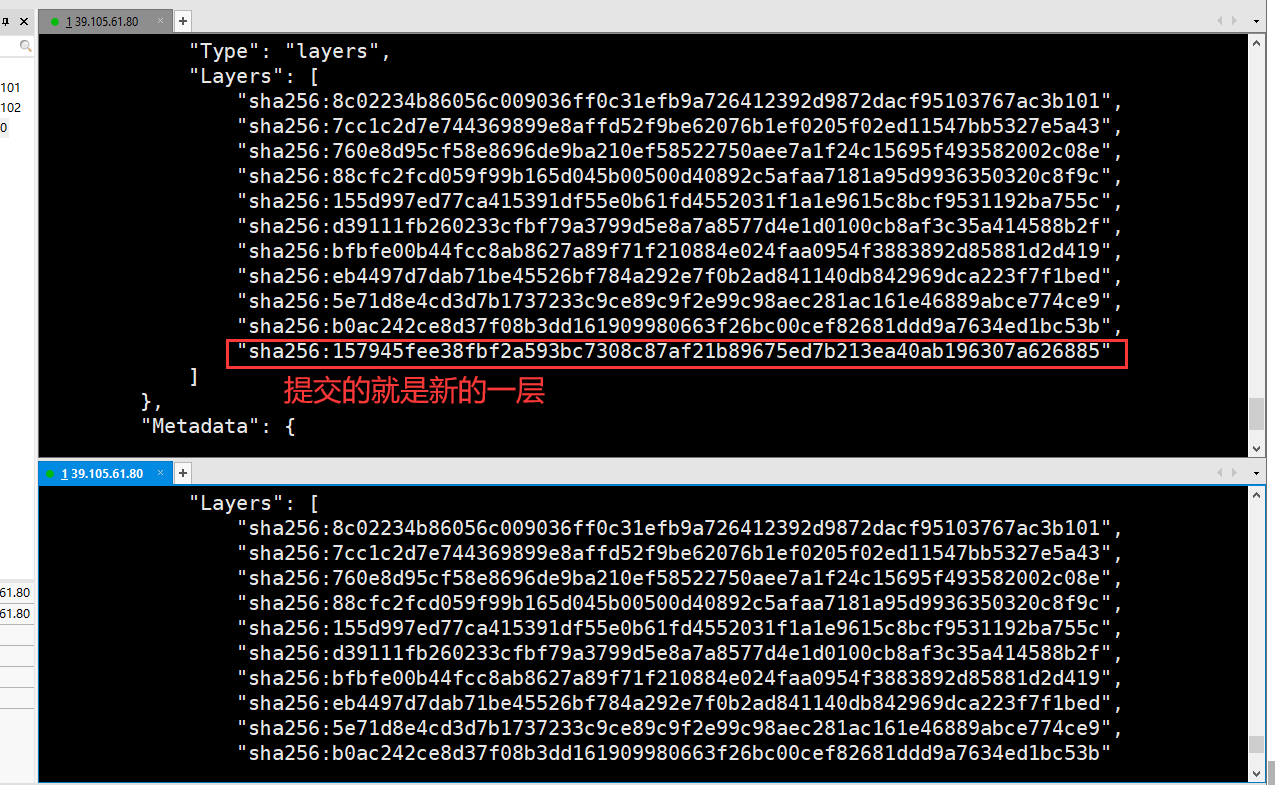 1 39.105.61.80
101
102
0
"Type": "layers",
"Layers": [
"sha256:8c02234b86056c009036ff0c31efb9a726412392d9872dacf95103767ac3b101",
"sha256:7cc1c2d7e744369899e8affd52f9be62076b1ef0205f02ed11547bb5327e5a43",
"sha256:760e8d95cf58e8696de9ba210ef58522750aee7a1f24c15695f493582002c08e",
"sha256:88cfc2fcd059f99b165d045b00500d40892c5afaa7181a95d9936350320c8f9c",
"sha256:155d997ed77ca415391df55e0b61fd4552031f1a1e9615c8bcf9531192ba755c",
"sha256:d39111fb260233cfbf79a3799d5e8a7a8577d4e1d0100cb8af3c35a414588b2f",
"sha256:bfbfe00b44fcc8ab8627a89f71f210884e024faa0954f3883892d85881d2d419",
"sha256:eb4497d7dab71be45526bf784a292e7f0b2ad841140db842969dca223f7f1bed",
"sha256:5e71d8e4cd3d7b1737233c9ce89c9f2e99c98aec281ac161e46889abce774ce9",
"sha256:b0ac242ce8d37f08b3dd161909980663f26bc00cef82681ddd9a7634ed1bc53b",
"sha256:157945fee38fbf2a593bc7308c87af21b89675ed7b213ea40ab196307a626885"
]
提交的就是新的一层
},
"Metadata": {
1 39.105.61.80
"Layers": [
"sha256:8c02234b86056c009036ff0c31efb9a726412392d9872dacf95103767ac3b101",
"sha256:7cc1c2d7e744369899e8affd52f9be62076b1ef0205f02ed11547bb5327e5a43",
"sha256:760e8d95cf58e8696de9ba210ef58522750aee7a1f24c15695f493582002c08e",
"sha256:88cfc2fcd059f99b165d045b00500d40892c5afaa7181a95d9936350320c8f9c",
"sha256:155d997ed77ca415391df55e0b61fd4552031f1a1e9615c8bcf9531192ba755c",
"sha256:d39111fb260233cfbf79a3799d5e8a7a8577d4e1d0100cb8af3c35a414588b2f",
"sha256:bfbfe00b44fcc8ab8627a89f71f210884e024faa0954f3883892d85881d2d419",
"sha256:eb4497d7dab71be45526bf784a292e7f0b2ad841140db842969dca223f7f1bed",
"sha256:5e71d8e4cd3d7b1737233c9ce89c9f2e99c98aec281ac161e46889abce774ce9",
"sha256:b0ac242ce8d37f08b3dd161909980663f26bc00cef82681ddd9a7634ed1bc53b"
61.80
61.80